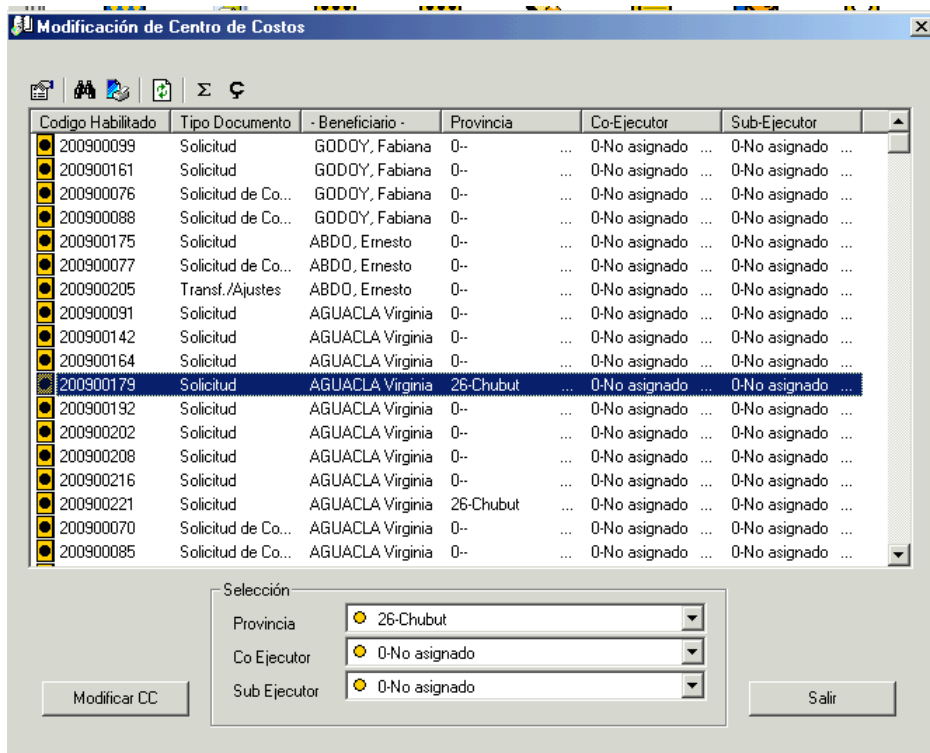 Modificación de Centro de Costos
Σ Ç
Codigo Habilitado Tipo Documento - Beneficiario - Provincia Co-Ejecutor Sub-Ejecutor
200900099 Solicitud GODOY, Fabiana 0-- ... 0-No asignado ... 0-No asignado ...
200900161 Solicitud GODOY, Fabiana 0-- ... 0-No asignado ... 0-No asignado ...
200900076 Solicitud de Co... GODOY, Fabiana 0-- ... 0-No asignado ... 0-No asignado ...
200900088 Solicitud de Co... GODOY, Fabiana 0-- ... 0-No asignado ... 0-No asignado ...
200900175 Solicitud ABDO, Ernesto 0-- ... 0-No asignado ... 0-No asignado ...
200900077 Solicitud de Co... ABDO, Ernesto 0-- ... 0-No asignado ... 0-No asignado ...
200900205 Transf./Ajustes ABDO, Ernesto 0-- ... 0-No asignado ... 0-No asignado ...
200900091 Solicitud AGUACLA Virginia 0-- ... 0-No asignado ... 0-No asignado ...
200900142 Solicitud AGUACLA Virginia 0-- ... 0-No asignado ... 0-No asignado ...
200900164 Solicitud AGUACLA Virginia 0-- ... 0-No asignado ... 0-No asignado ...
200900179 Solicitud AGUACLA Virginia 26-Chubut ... 0-No asignado ... 0-No asignado ...
200900192 Solicitud AGUACLA Virginia 0-- ... 0-No asignado ... 0-No asignado ...
200900202 Solicitud AGUACLA Virginia 0-- ... 0-No asignado ... 0-No asignado ...
200900208 Solicitud AGUACLA Virginia 0-- ... 0-No asignado ... 0-No asignado ...
200900216 Solicitud AGUACLA Virginia 0-- ... 0-No asignado ... 0-No asignado ...
200900221 Solicitud AGUACLA Virginia 26-Chubut ... 0-No asignado ... 0-No asignado ...
200900070 Solicitud de Co... AGUACLA Virginia 0-- ... 0-No asignado ... 0-No asignado ...
200900085 Solicitud de Co... AGUACLA Virginia 0-- ... 0-No asignado ... 0-No asignado ...
Selección
Provincia 26-Chubut
Co Ejecutor 0-No asignado
Sub Ejecutor 0-No asignado
Modificar CC
Salir